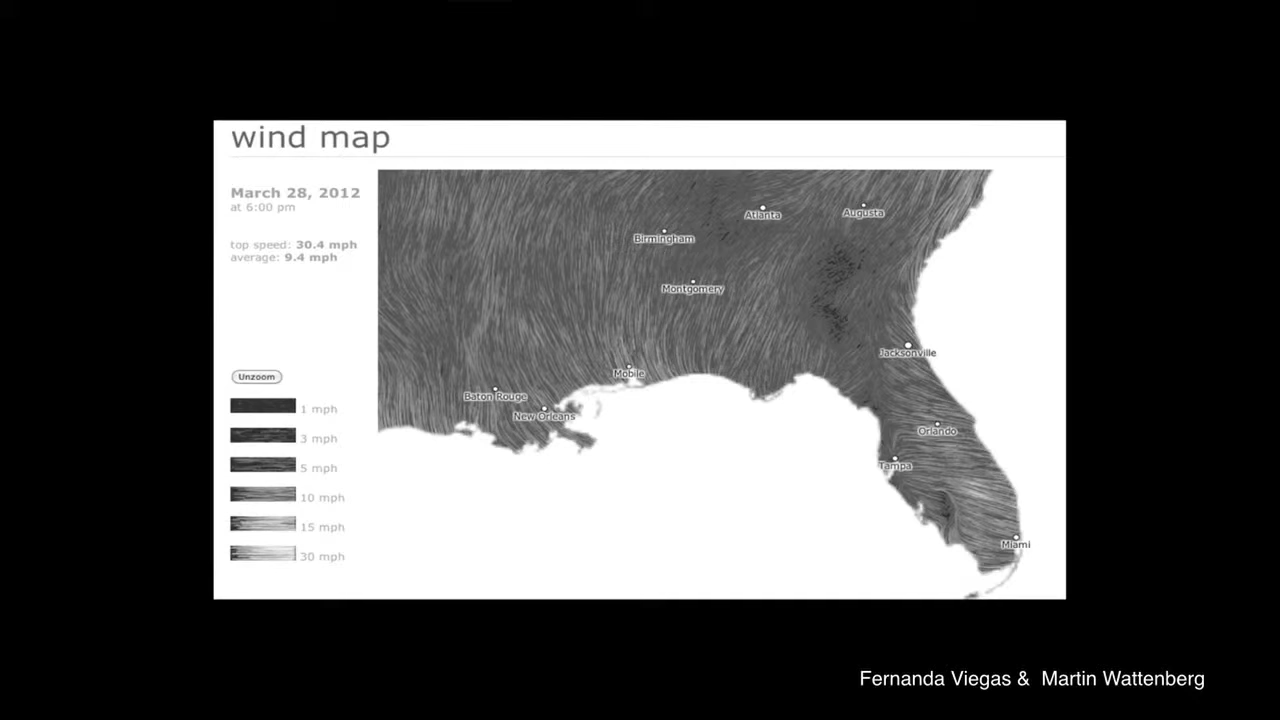 wind map
March 28, 2012
at 6:00 pm
top speed: 30.4 mph
average: 9.4 mph
Unzoom
1 mph
3 mph
5 mph
10 mph
15 mph
30 mph
Atlanta
Augusta
Birmingham
Montgomery
Jacksonville
Mobile
Baton Rouge
New Orleans
Orlando
Tampa
Miami
Fernanda Viegas & Martin Wattenberg